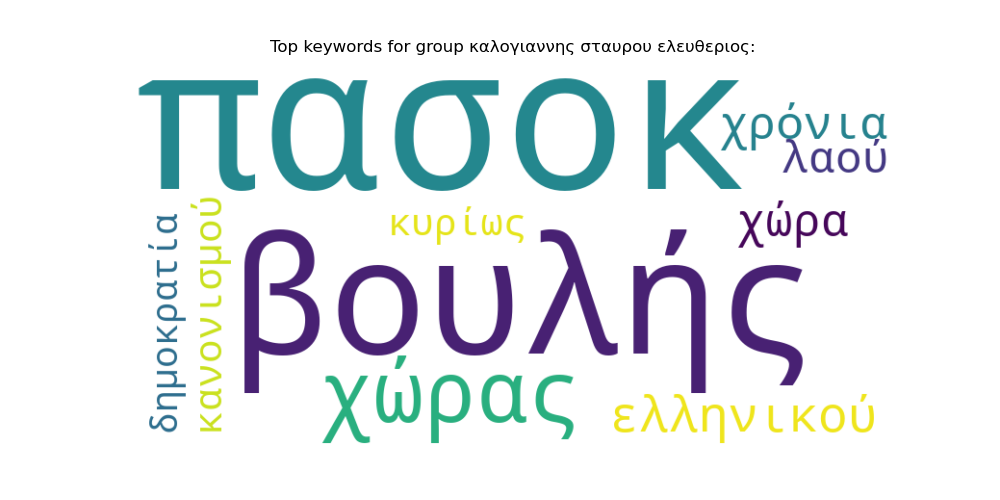 Top keywords for group καλογιαννης σταυρου ελευθεριος:
πασοκ
χρόνια
λαού
δημοκρατία
κανονισμού
κυρίως
χώρα
βουλής
χώρας
ελληνικού